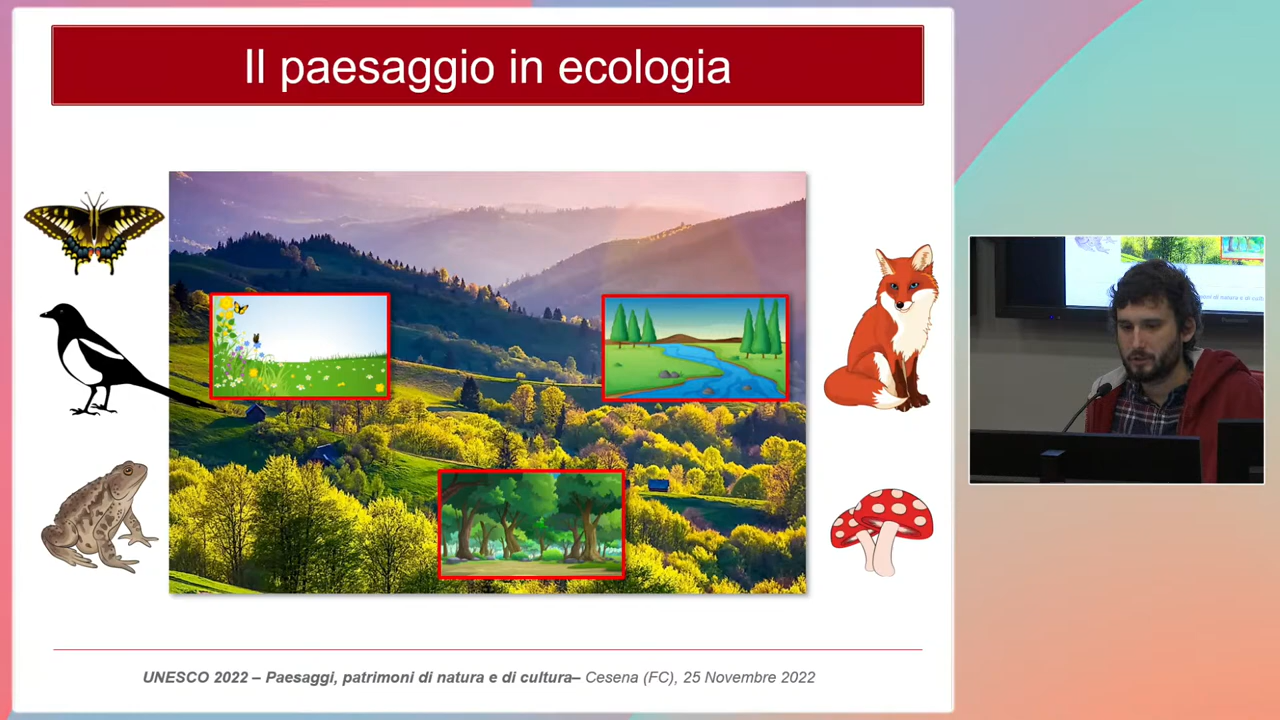 Il paesaggio in ecologia
UNESCO 2022 – Paesaggi, patrimoni di natura e di cultura– Cesena (FC), 25 Novembre 2022